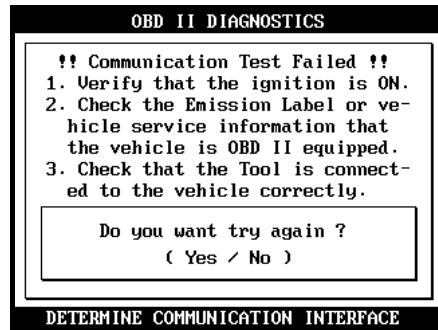 OBD II DIAGNOSTICS
!! Communication Test Failed !!
1. Verify that the ignition is ON.
2. Check the Emission Label or ve-
hicle service information that
the vehicle is OBD II equipped.
3. Check that the Tool is connect-
ed to the vehicle correctly.
Do you want try again ?
( Yes / No )
DETERMINE COMMUNICATION INTERFACE